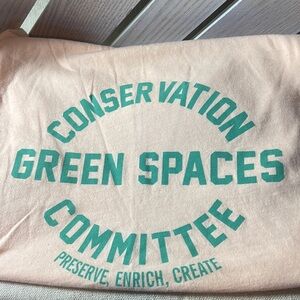 CONSERVATION
GREEN SPACES
COMMITTEE
PRESERVE, ENRICH, CREATE